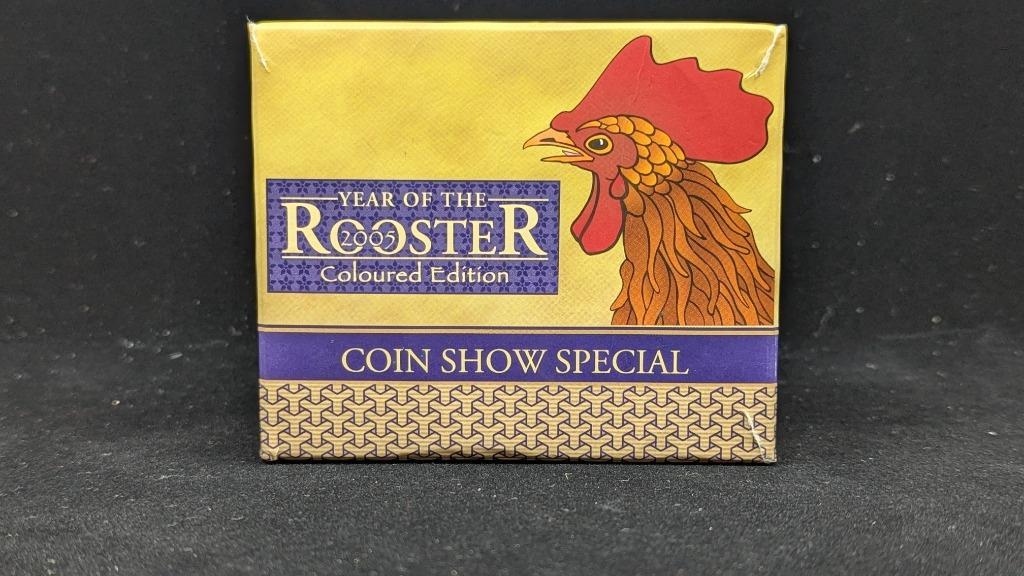 YEAR OF THE
ROOSTER
2005
Coloured Edition
COIN SHOW SPECIAL